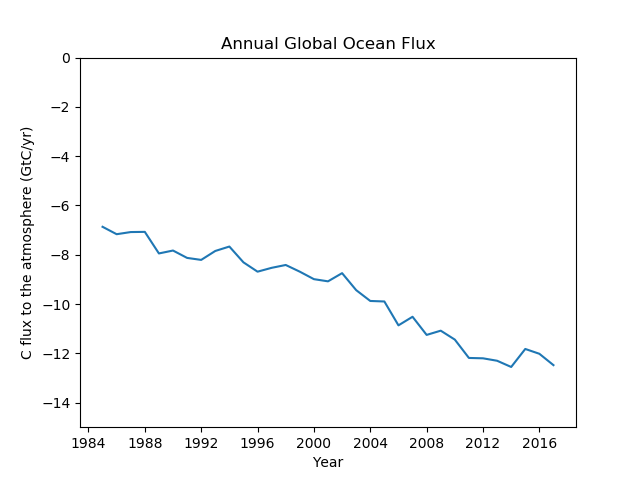 Annual Global Ocean Flux
0
−2
−4
−6
−8
−10
−12
−14
C flux to the atmosphere (GtC/yr)
1984 1988 1992 1996 2000 2004 2008 2012 2016
Year